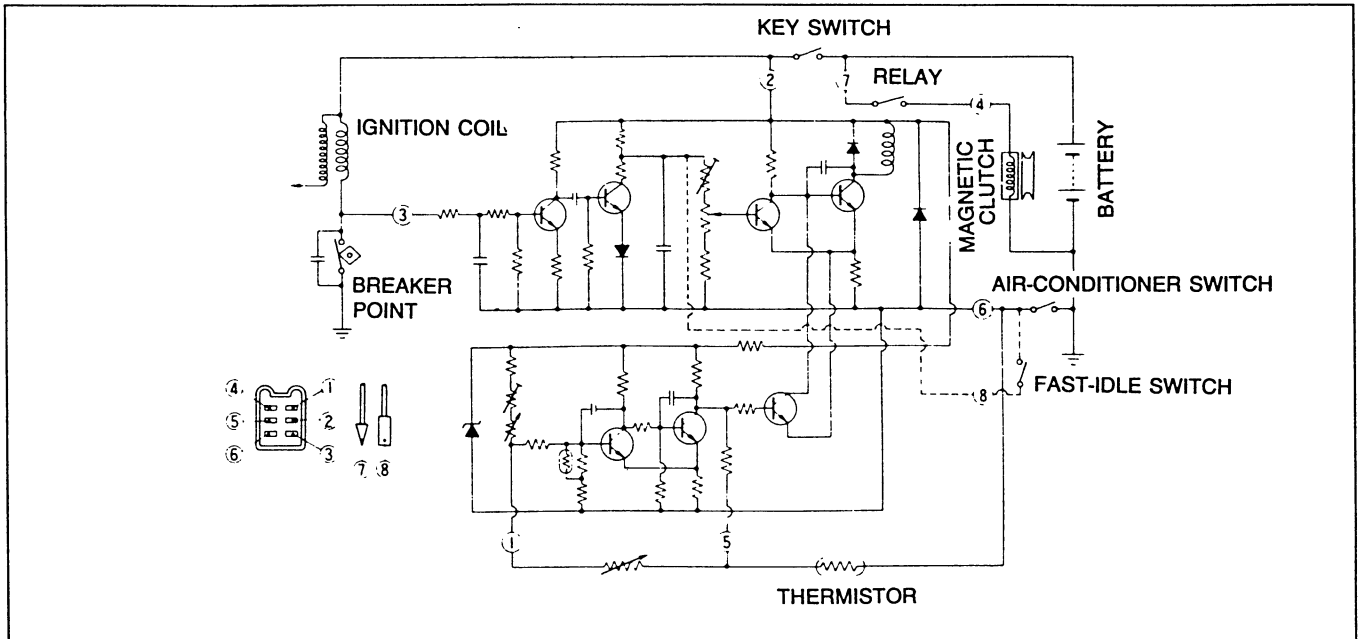 KEY SWITCH
② ⑦
RELAY
④
IGNITION COIL
MAGNETIC
CLUTCH
BATTERY
③
BREAKER
POINT
AIR-CONDITIONER SWITCH
⑥
FAST-IDLE SWITCH
⑧
④ ①
⑤ ②
⑥ ③
⑦ ⑧
① ⑤
THERMISTOR